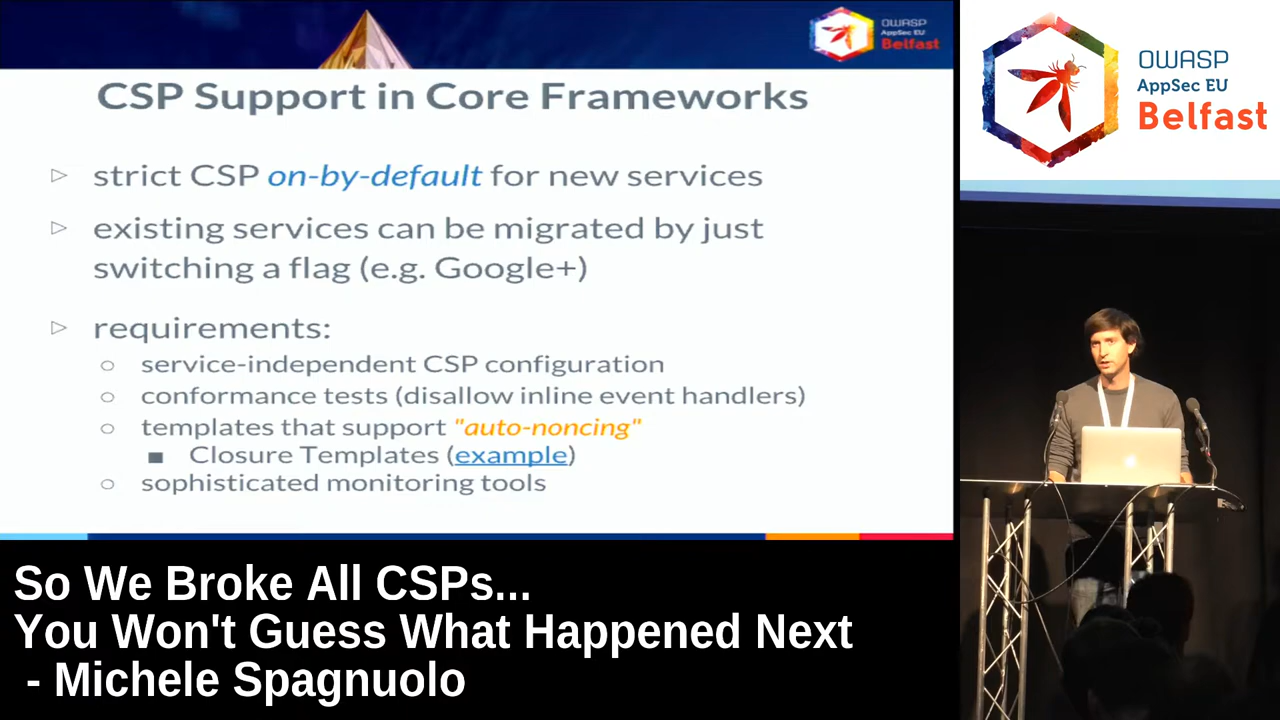 OWASP
AppSec EU
Belfast
CSP Support in Core Frameworks
strict CSP on-by-default for new services
existing services can be migrated by just
switching a flag (e.g. Google+)
requirements:
service-independent CSP configuration
conformance tests (disallow inline event handlers)
templates that support "auto-noncing"
Closure Templates (example)
sophisticated monitoring tools
OWASP
AppSec EU
Belfast
So We Broke All CSPs...
You Won't Guess What Happened Next
- Michele Spagnuolo